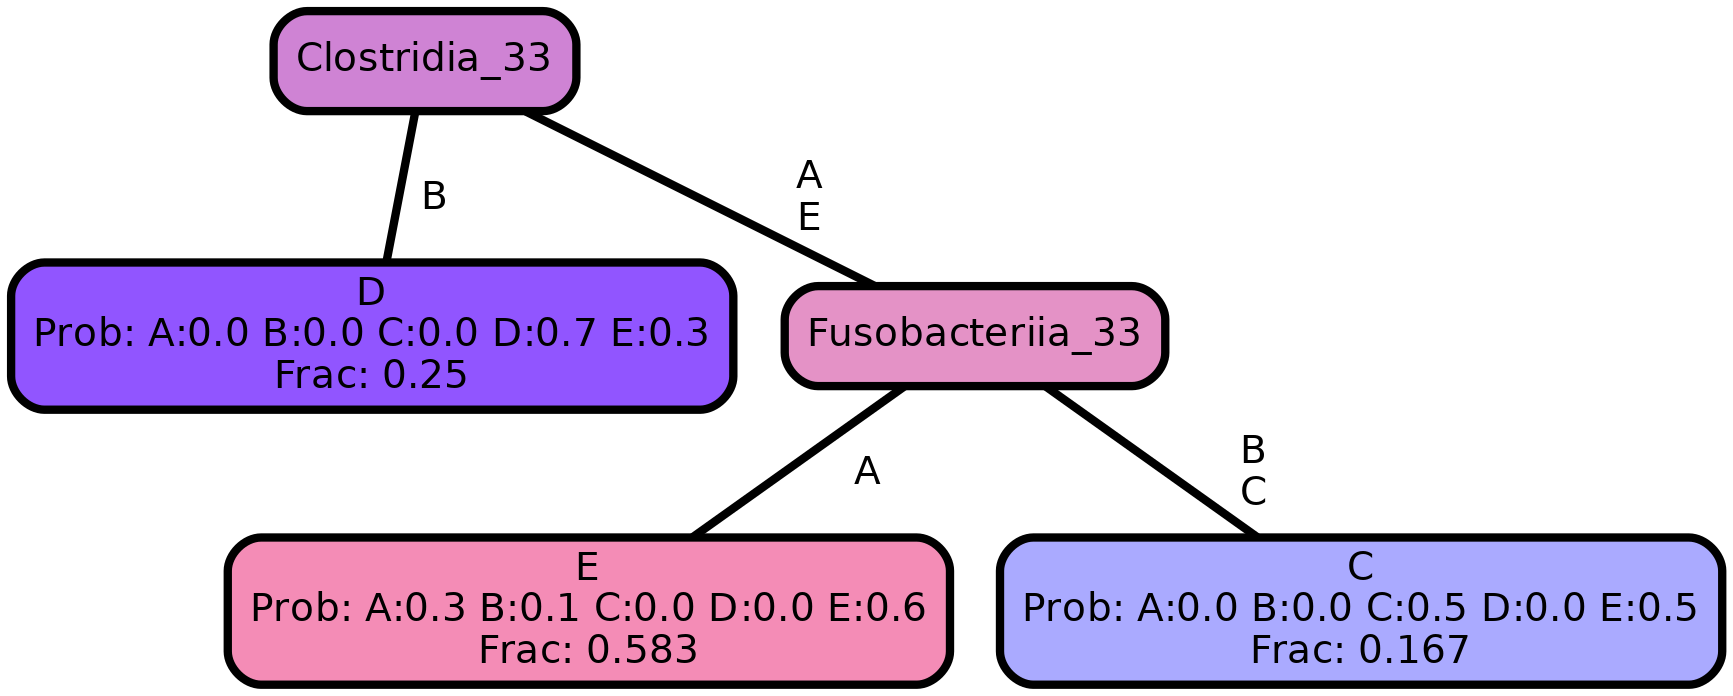 Clostridia_33
B
A
E
D
Prob: A:0.0 B:0.0 C:0.0 D:0.7 E:0.3
Frac: 0.25
Fusobacteriia_33
A
B
C
E
Prob: A:0.3 B:0.1 C:0.0 D:0.0 E:0.6
Frac: 0.583
C
Prob: A:0.0 B:0.0 C:0.5 D:0.0 E:0.5
Frac: 0.167